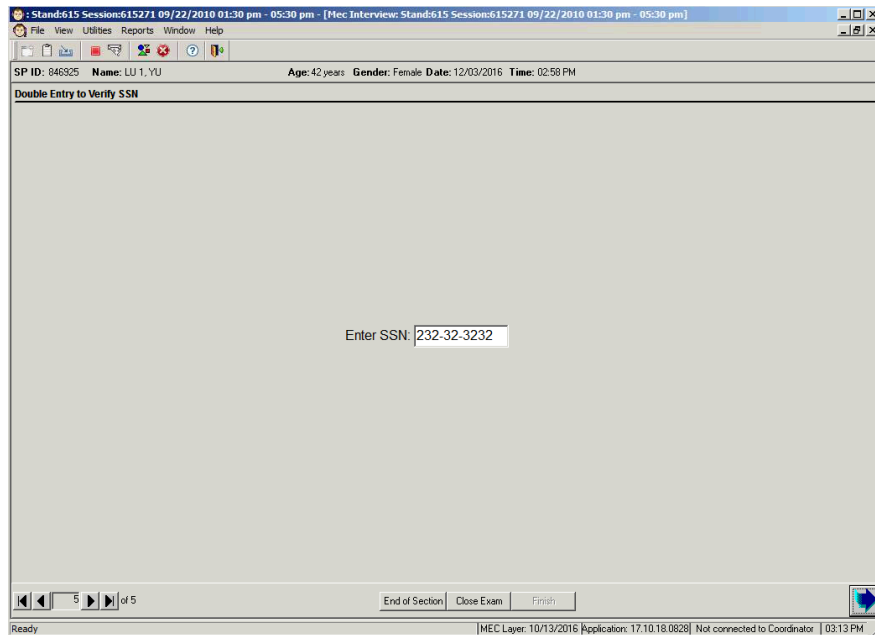 : Stand:615 Session:615271 09/22/2010 01:30 pm - 05:30 pm - [Mec Interview: Stand:615 Session:615271 09/22/2010 01:30 pm - 05:30 pm]
File View Utilities Reports Window Help
SP ID: 846925 Name: LU 1, YU Age: 42 years Gender: Female Date: 12/03/2016 Time: 02:58 PM
Double Entry to Verify SSN
Enter SSN: 232-32-3232
5 of 5 End of Section Close Exam Finish
Ready MEC Layer: 10/13/2016 Application: 17.10.18.0828 Not connected to Coordinator 03:13 PM